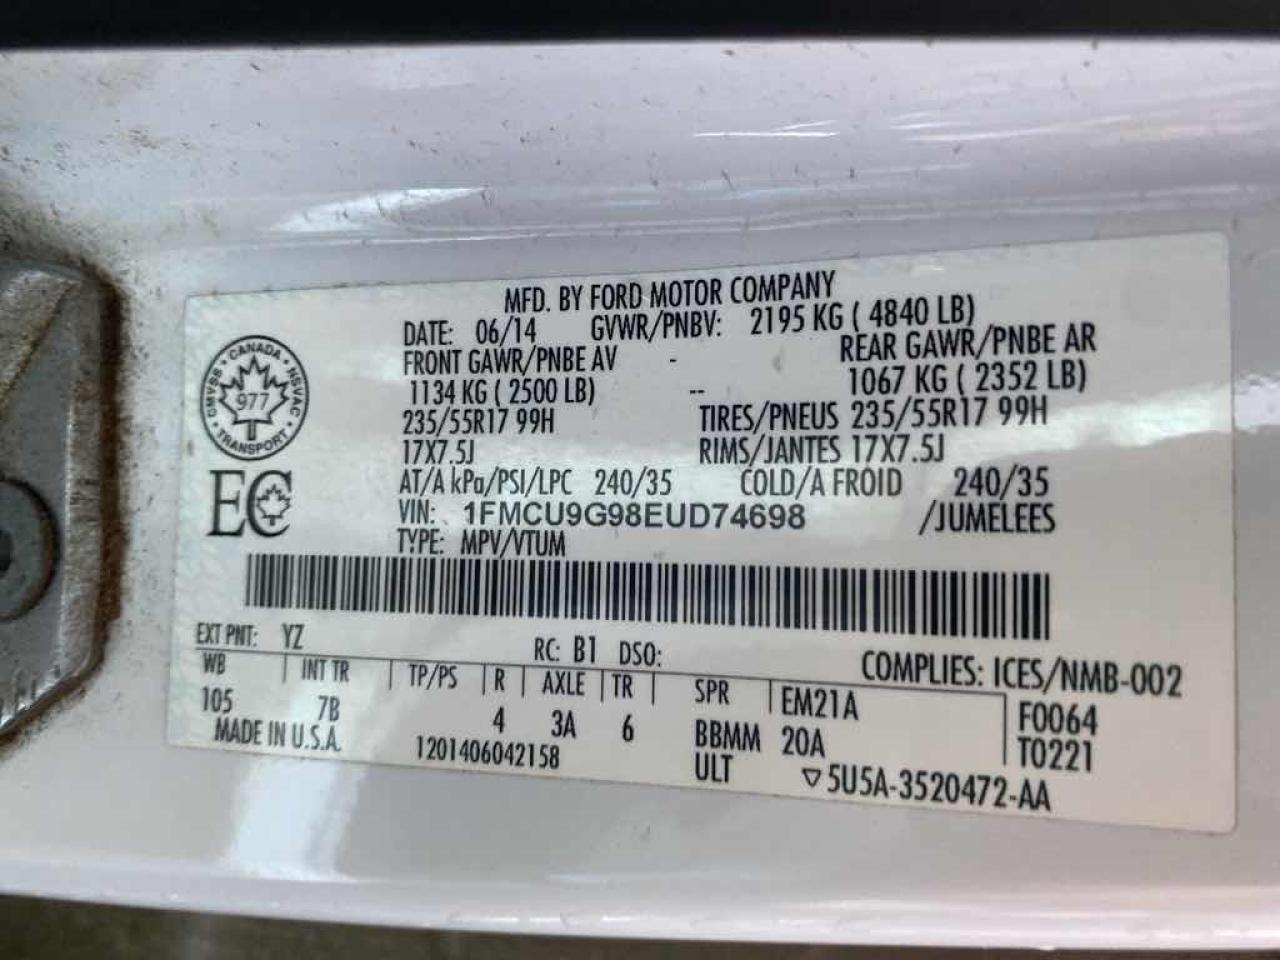 MFD. BY FORD MOTOR COMPANY
DATE: 06/14 GVWR/PNBV: 2195 KG ( 4840 LB)
FRONT GAWR/PNBE AV - REAR GAWR/PNBE AR
1134 KG ( 2500 LB) -- 1067 KG ( 2352 LB)
235/55R17 99H TIRES/PNEUS 235/55R17 99H
17X7.5J RIMS/JANTES 17X7.5J
AT/A kPa/PSI/LPC 240/35 COLD/A FROID 240/35
VIN: 1FMCU9G98EUD74698 /JUMELEES
TYPE: MPV/VTUM
CANADA
CMVSS NSVAC
977
TRANSPORT
EC
EXT PNT: YZ RC: B1 DSO: COMPLIES: ICES/NMB-002
WB | INT TR | TP/PS | R | AXLE | TR | SPR | EM21A | F0064
105 7B 4 3A 6 BBMM 20A T0221
MADE IN U.S.A. 1201406042158 ULT ▽5U5A-3520472-AA